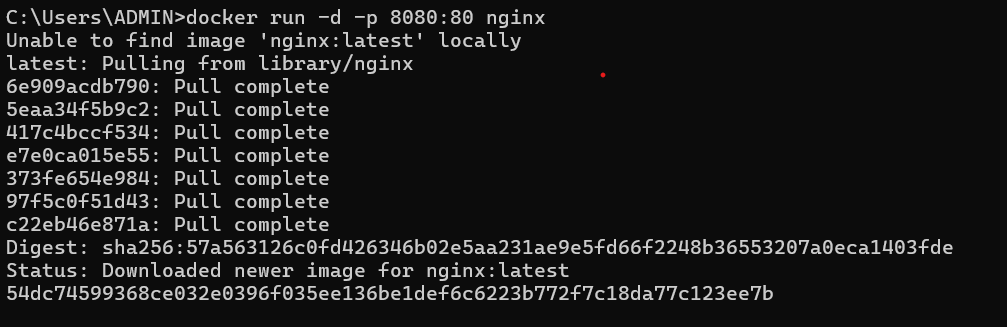 C:\Users\ADMIN>docker run -d -p 8080:80 nginx
Unable to find image 'nginx:latest' locally
latest: Pulling from library/nginx
6e909acdb790: Pull complete
5eaa34f5b9c2: Pull complete
417c4bccf534: Pull complete
e7e0ca015e55: Pull complete
373fe654e984: Pull complete
97f5c0f51d43: Pull complete
c22eb46e871a: Pull complete
Digest: sha256:57a563126c0fd426346b02e5aa231ae9e5fd66f2248b36553207a0eca1403fde
Status: Downloaded newer image for nginx:latest
54dc74599368ce032e0396f035ee136be1def6c6223b772f7c18da77c123ee7b